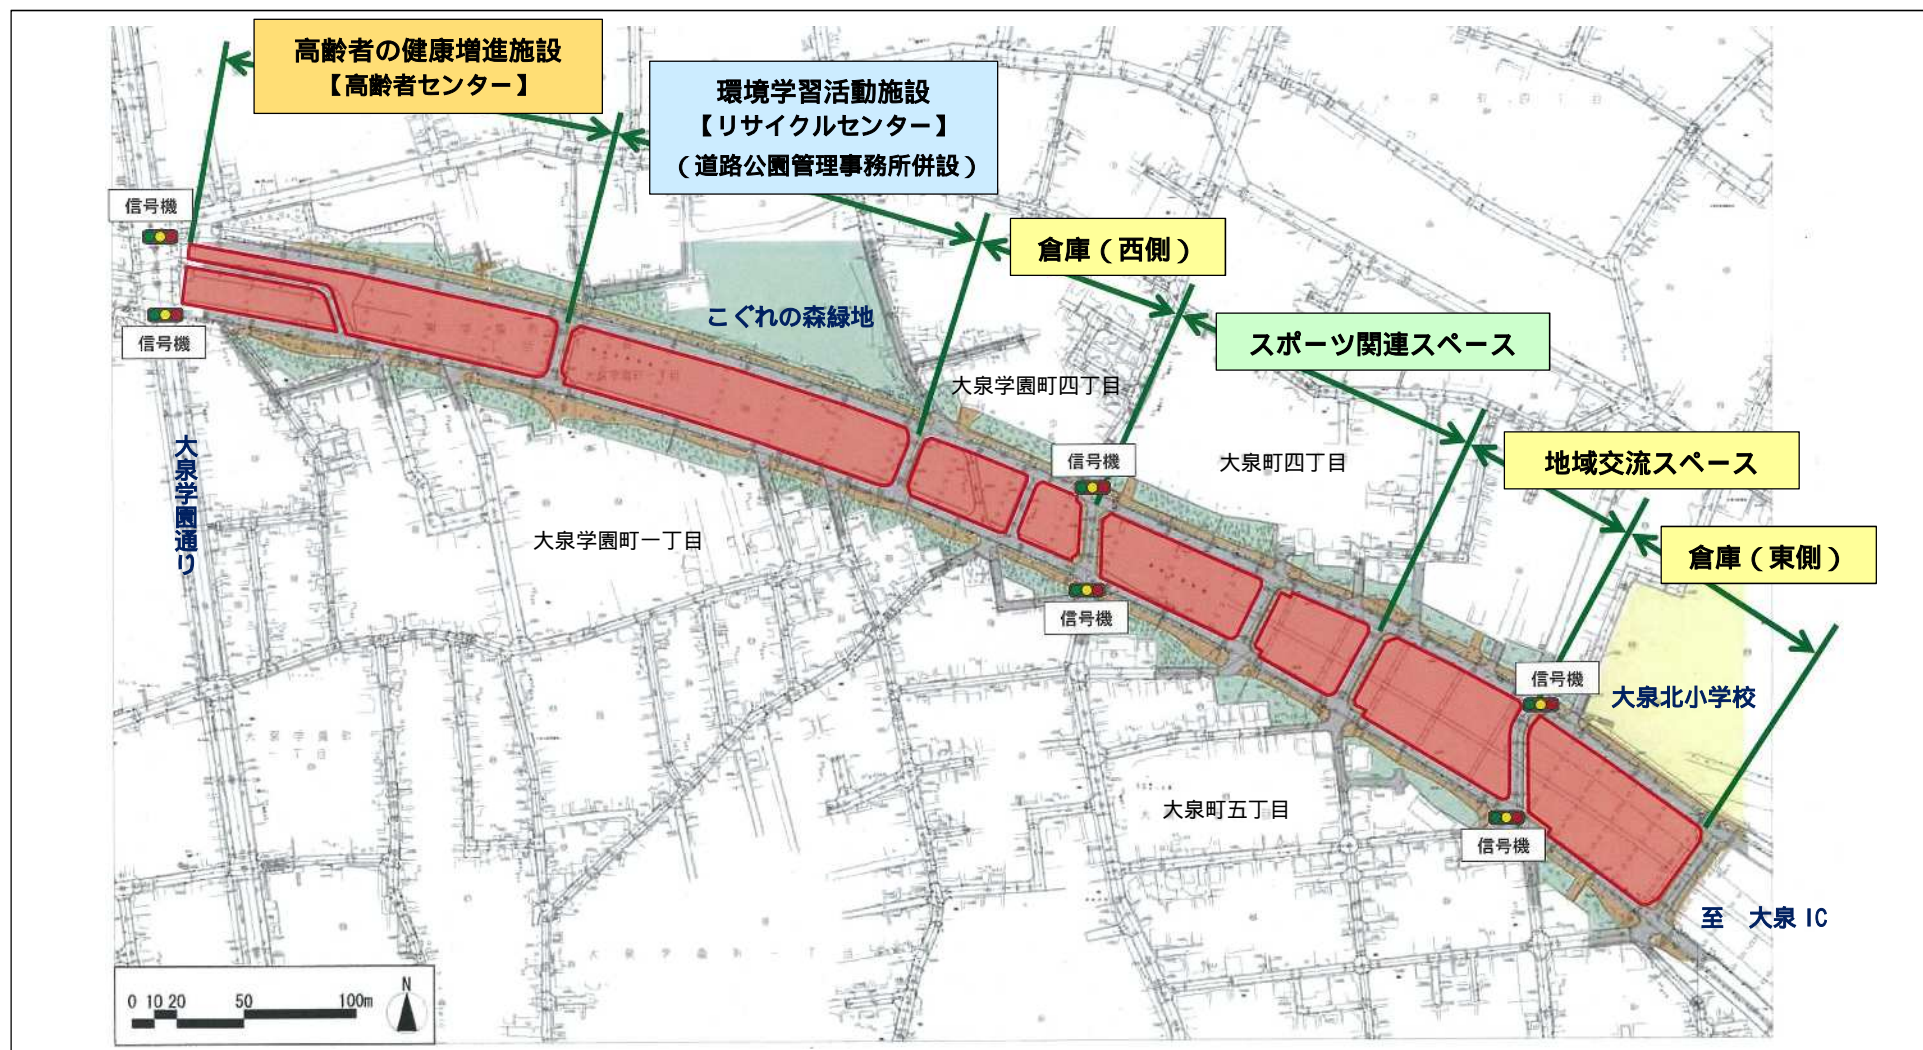 高齢者の健康増進施設
【高齢者センター】
環境学習活動施設
【リサイクルセンター】
(道路公園管理事務所併設)
倉庫(西側)
スポーツ関連スペース
地域交流スペース
倉庫(東側)
信号機
信号機
こぐれの森緑地
大泉学園町四丁目
信号機
大泉町四丁目
大泉学園通り
大泉学園町一丁目
信号機
信号機
大泉北小学校
大泉町五丁目
信号機
至 大泉IC
0 10 20 50 100m
N